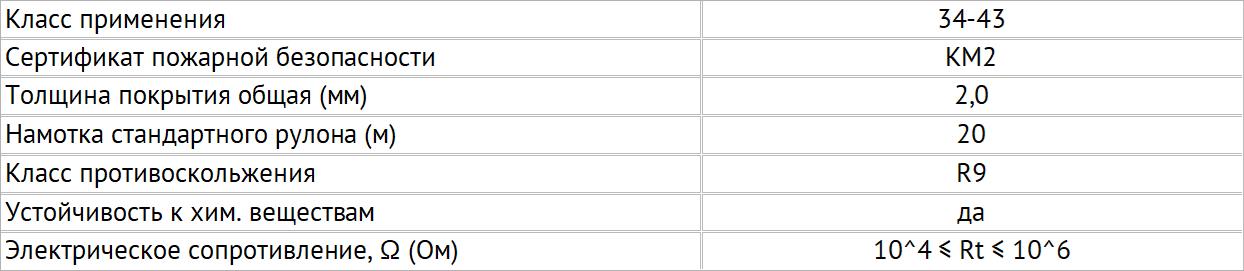 Класс применения 34-43
Сертификат пожарной безопасности КМ2
Толщина покрытия общая (мм) 2,0
Намотка стандартного рулона (м) 20
Класс противоскольжения R9
Устойчивость к хим. веществам да
Электрическое сопротивление, Ω (Ом) 10^4 ⩽ Rt ⩽ 10^6